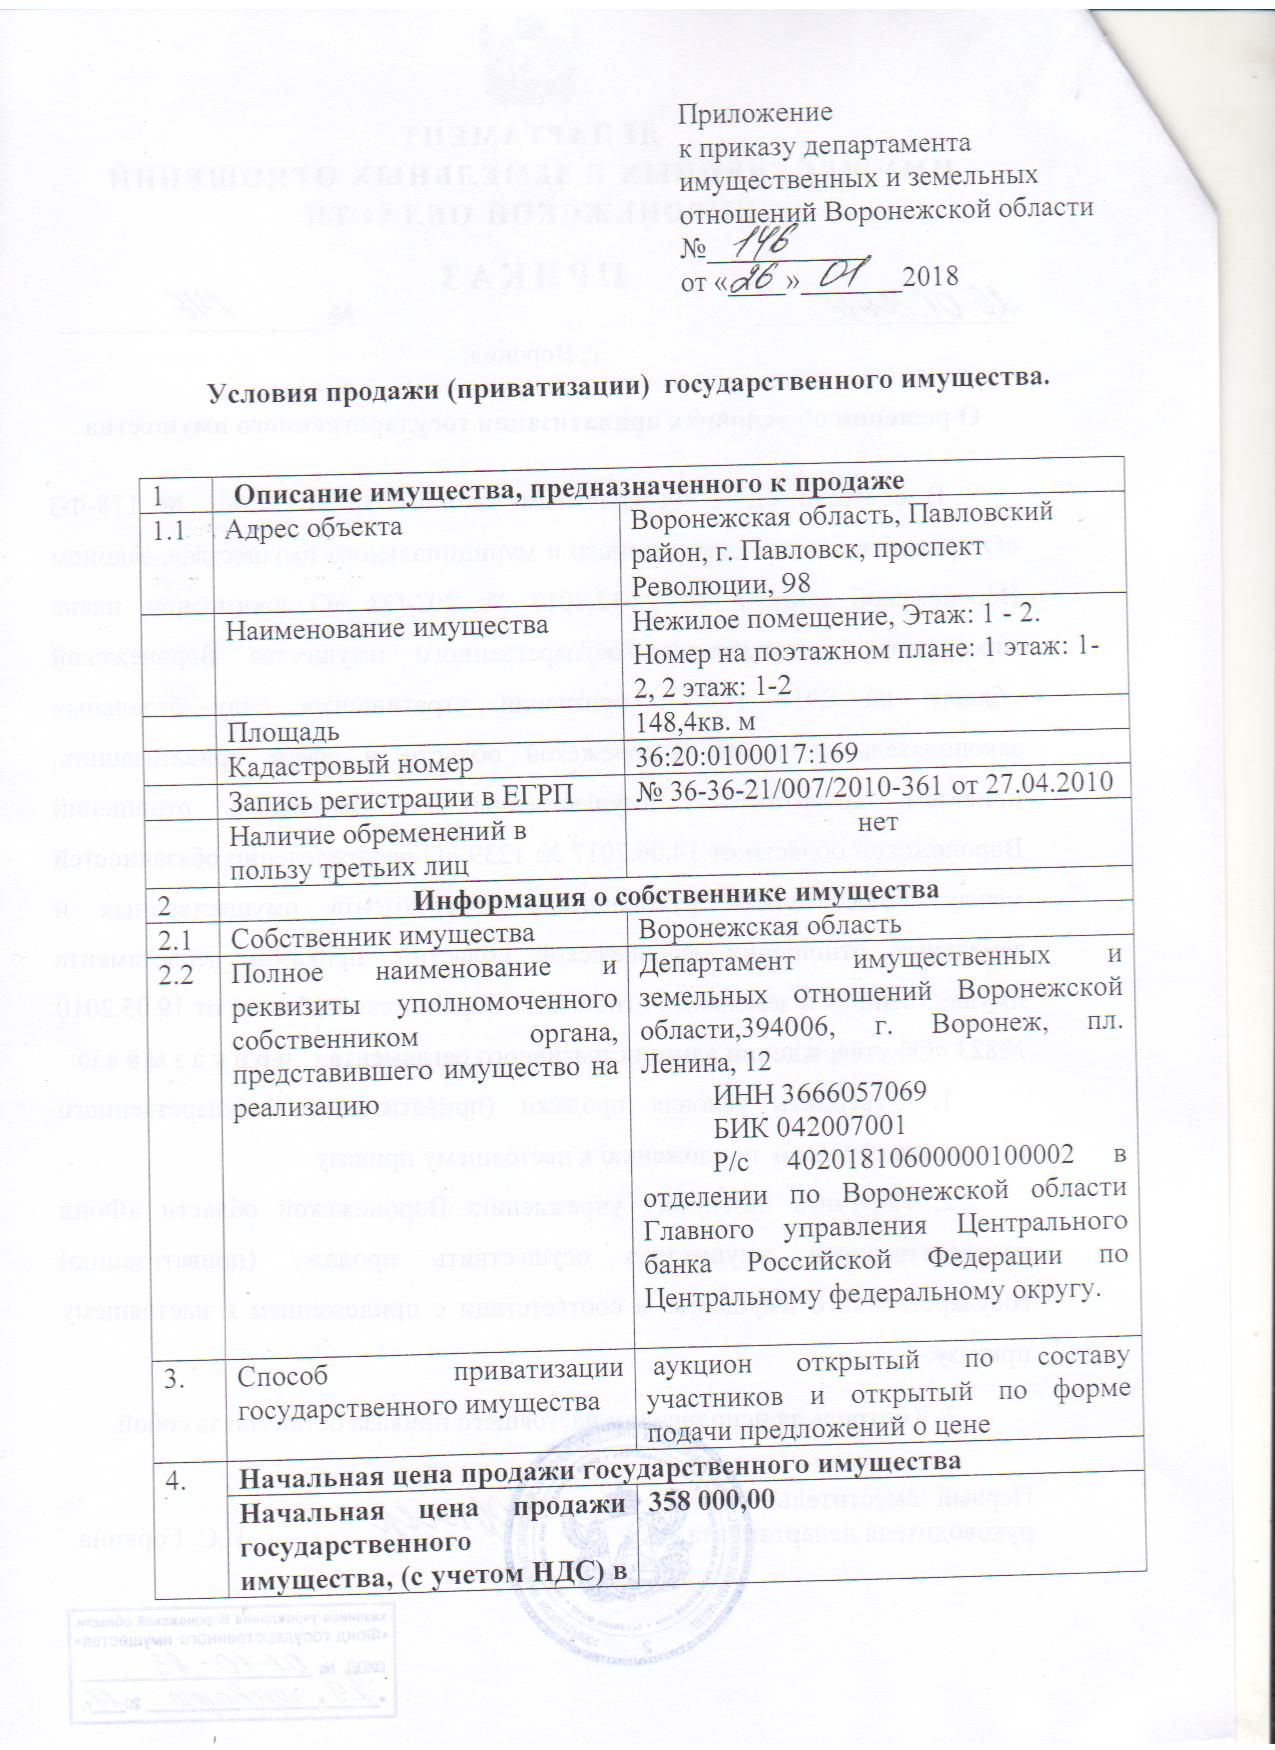 Приложение
к приказу департамента
имущественных и земельных
отношений Воронежской области
№ 146
от «26» 01 2018
Условия продажи (приватизации) государственного имущества.
1 Описание имущества, предназначенного к продаже
1.1 Адрес объекта
Воронежская область, Павловский
район, г. Павловск, проспект
Революции, 98
Наименование имущества
Нежилое помещение, Этаж: 1 - 2.
Номер на поэтажном плане: 1 этаж: 1-
2, 2 этаж: 1-2
Площадь 148,4кв. м
Кадастровый номер 36:20:0100017:169
Запись регистрации в ЕГРП № 36-36-21/007/2010-361 от 27.04.2010
Наличие обременений в
пользу третьих лиц
нет
2 Информация о собственнике имущества
2.1 Собственник имущества Воронежская область
2.2 Полное наименование и
реквизиты уполномоченного
собственником органа,
представившего имущество на
реализацию
Департамент имущественных и
земельных отношений Воронежской
области,394006, г. Воронеж, пл.
Ленина, 12
ИНН 3666057069
БИК 042007001
Р/с 40201810600000100002 в
отделении по Воронежской области
Главного управления Центрального
банка Российской Федерации по
Центральному федеральному округу.
3. Способ приватизации
государственного имущества
аукцион открытый по составу
участников и открытый по форме
подачи предложений о цене
4. Начальная цена продажи государственного имущества
Начальная цена продажи
государственного
имущества, (с учетом НДС) в
358 000,00